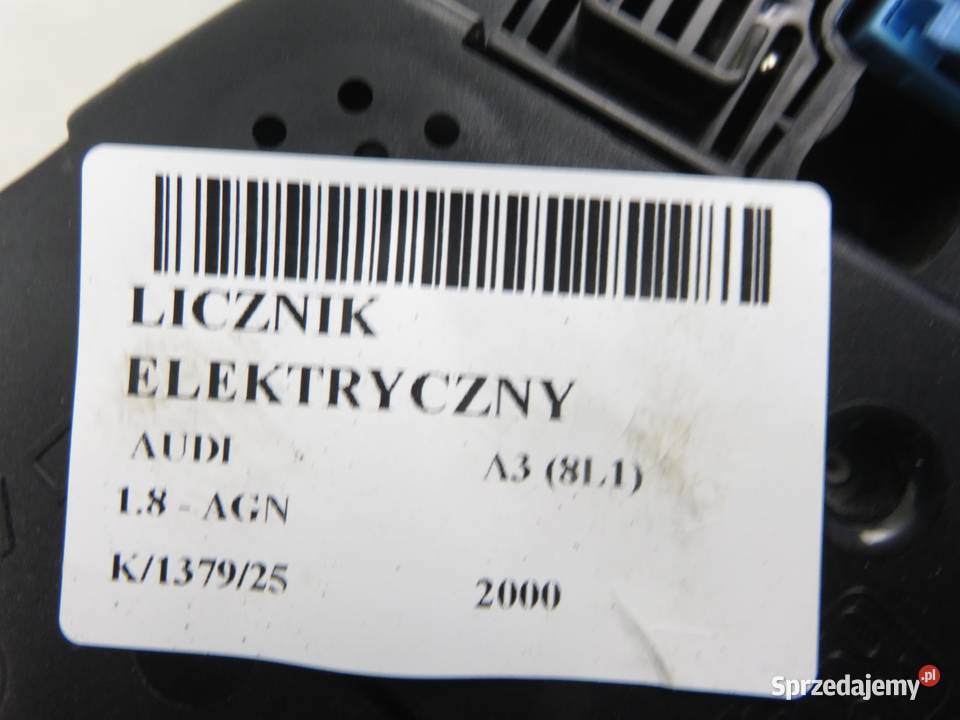 LICZNIK
ELEKTRYCZNY
AUDI A3 (8L1)
1.8 - AGN
K/1379/25 2000
Sprzedajemy.pl